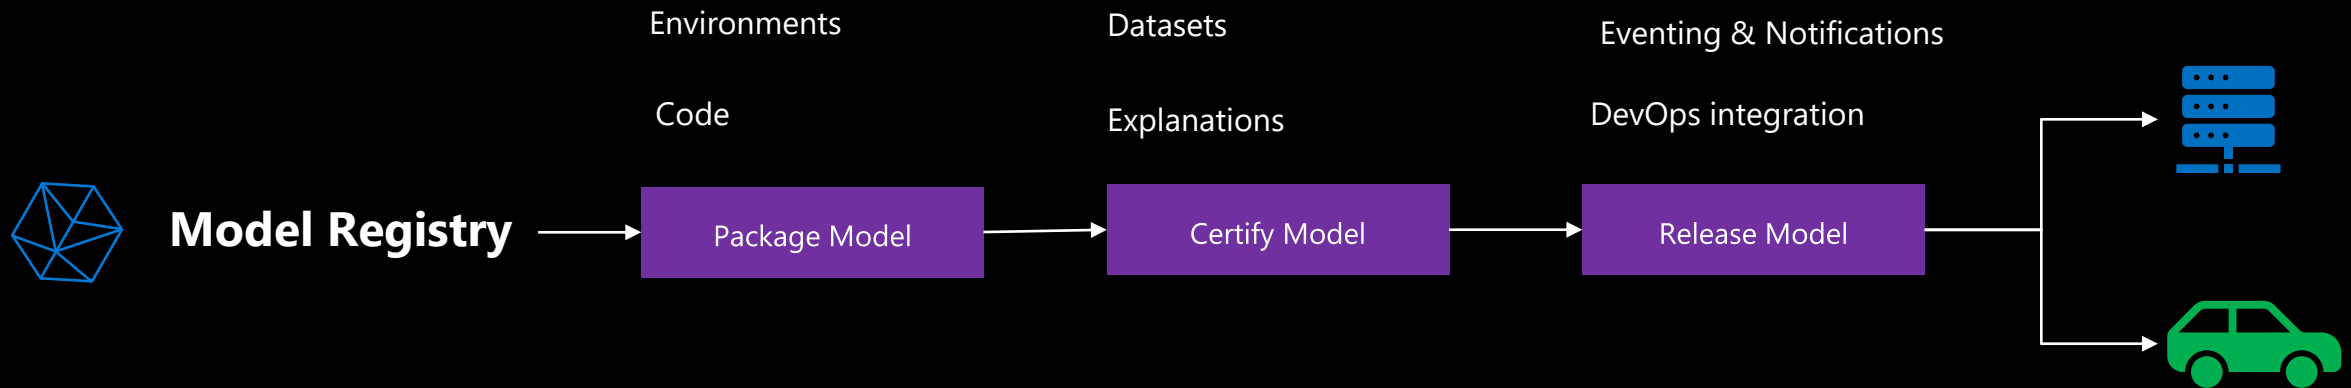 Environments
Datasets
Eventing & Notifications
Code
Explanations
DevOps integration
Model Registry
Package Model
Certify Model
Release Model